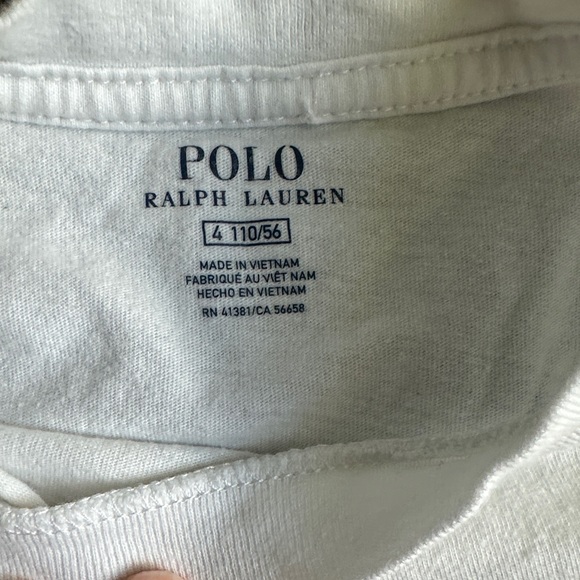 POLO
RALPH LAUREN
4 110/56
MADE IN VIETNAM
FABRIQUÉ AU VIÊT NAM
HECHO EN VIETNAM
RN 41381/CA 56658